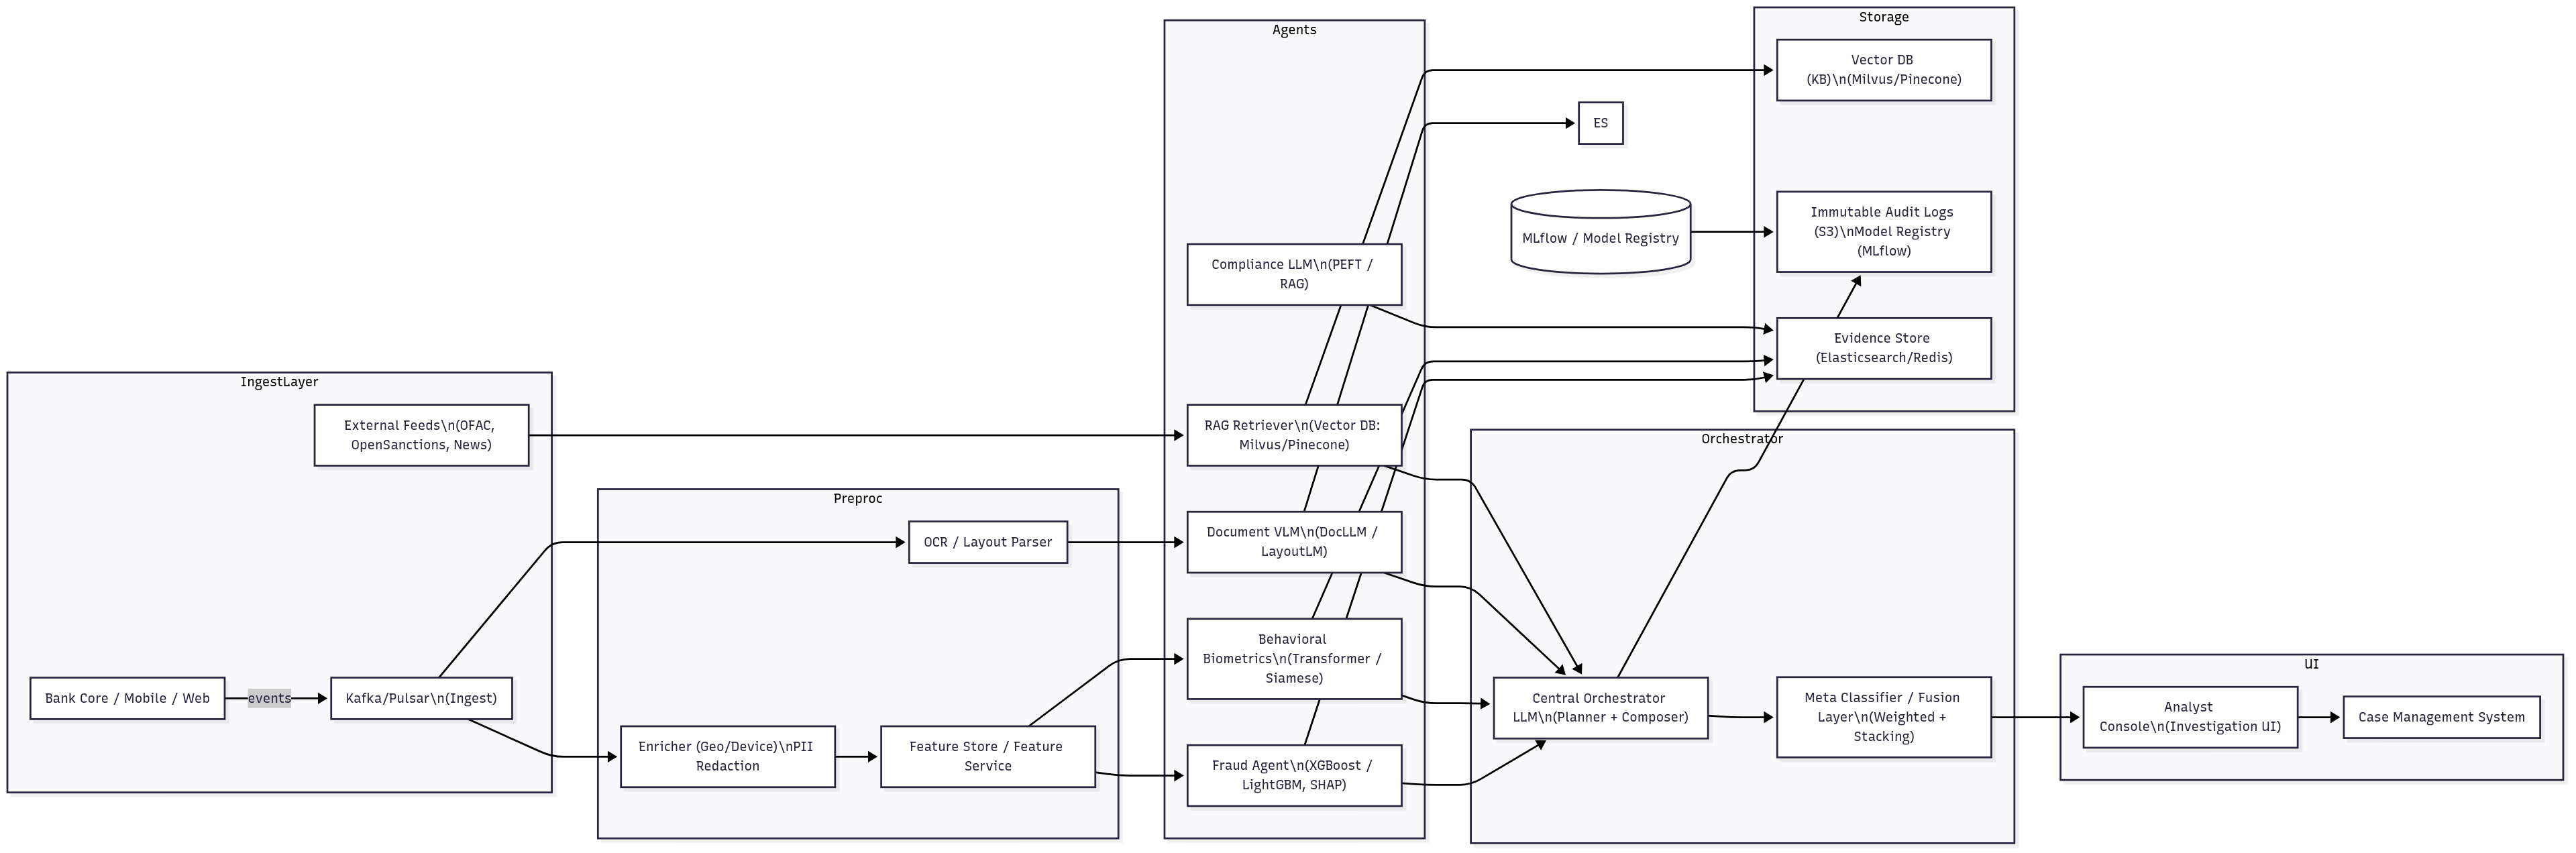 IngestLayer
External Feeds\n(OFAC,
OpenSanctions, News)
Bank Core / Mobile / Web
events
Kafka/Pulsar\n(Ingest)
Preproc
OCR / Layout Parser
Enricher (Geo/Device)\nPII
Redaction
Feature Store / Feature
Service
Agents
Compliance LLM\n(PEFT /
RAG)
RAG Retriever\n(Vector DB:
Milvus/Pinecone)
Document VLM\n(DocLLM /
LayoutLM)
Behavioral
Biometrics\n(Transformer /
Siamese)
Fraud Agent\n(XGBoost /
LightGBM, SHAP)
ES
MLflow / Model Registry
Storage
Vector DB
(KB)\n(Milvus/Pinecone)
Immutable Audit Logs
(S3)\nModel Registry
(MLflow)
Evidence Store
(Elasticsearch/Redis)
Orchestrator
Central Orchestrator
LLM\n(Planner + Composer)
Meta Classifier / Fusion
Layer\n(Weighted +
Stacking)
UI
Analyst
Console\n(Investigation UI)
Case Management System